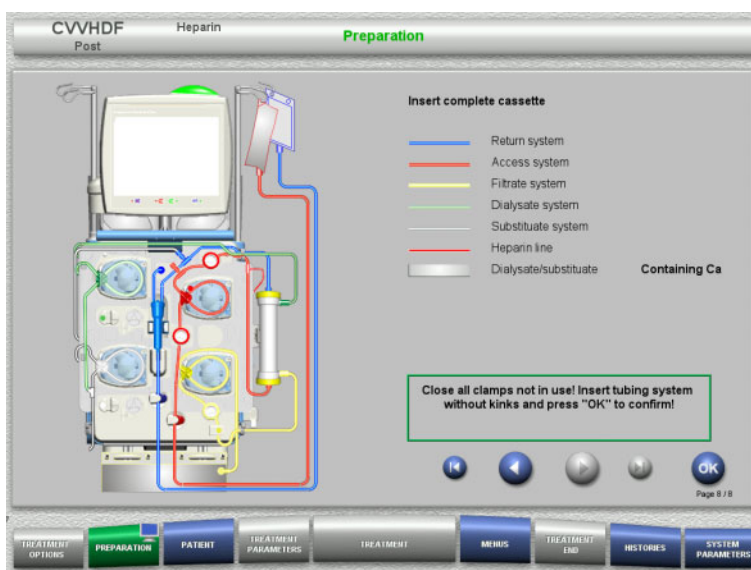 CVVHDF
Post
Heparin
Preparation
Insert complete cassette
Return system
Access system
Filtrate system
Dialysate system
Substituate system
Heparin line
Dialysate/substituate Containing Ca
Close all clamps not in use! Insert tubing system
without kinks and press "OK" to confirm!
OK
Page 8 / 8
TREATMENT
OPTIONS
PREPARATION
PATIENT
TREATMENT
PARAMETERS
TREATMENT
MENUS
TREATMENT
END
HISTORIES
SYSTEM
PARAMETERS